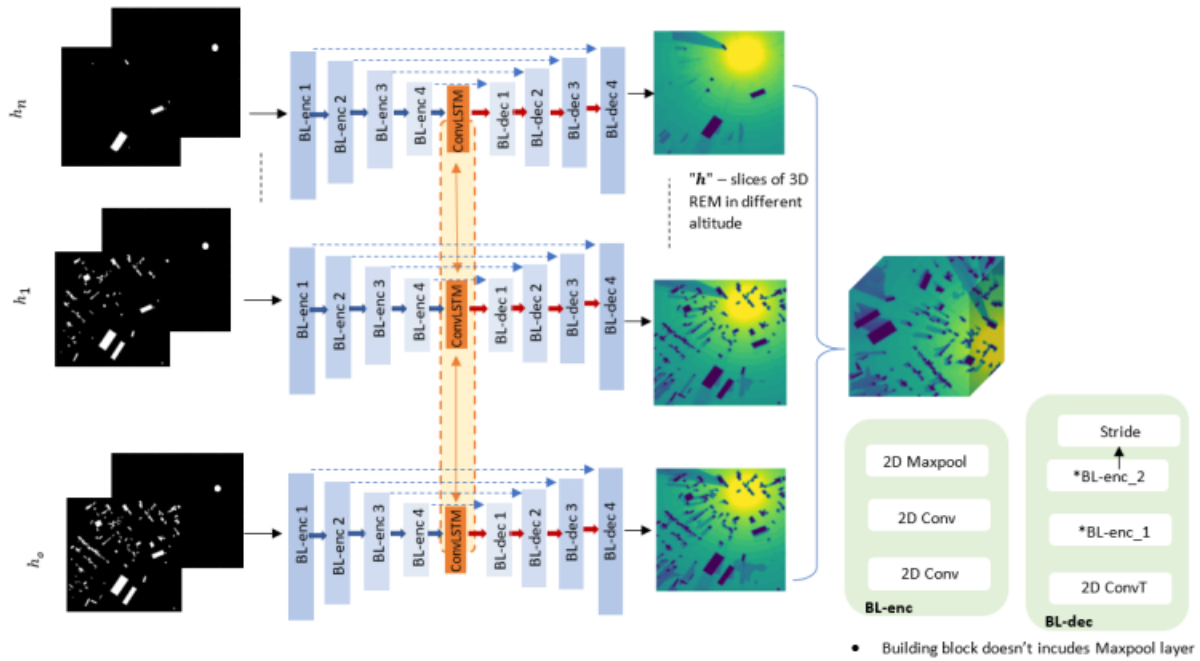 hn
BL-enc 1
BL-enc 2
BL-enc 3
BL-enc 4
ConvLSTM
BL-dec 1
BL-dec 2
BL-dec 3
BL-dec 4
"h" – slices of 3D
REM in different
altitude
h1
BL-enc 1
BL-enc 2
BL-enc 3
BL-enc 4
ConvLSTM
BL-dec 1
BL-dec 2
BL-dec 3
BL-dec 4
ho
BL-enc 1
BL-enc 2
BL-enc 3
BL-enc 4
ConvLSTM
BL-dec 1
BL-dec 2
BL-dec 3
BL-dec 4
2D Maxpool
2D Conv
2D Conv
BL-enc
Stride
*BL-enc_2
*BL-enc_1
2D ConvT
BL-dec
• Building block doesn't incudes Maxpool layer